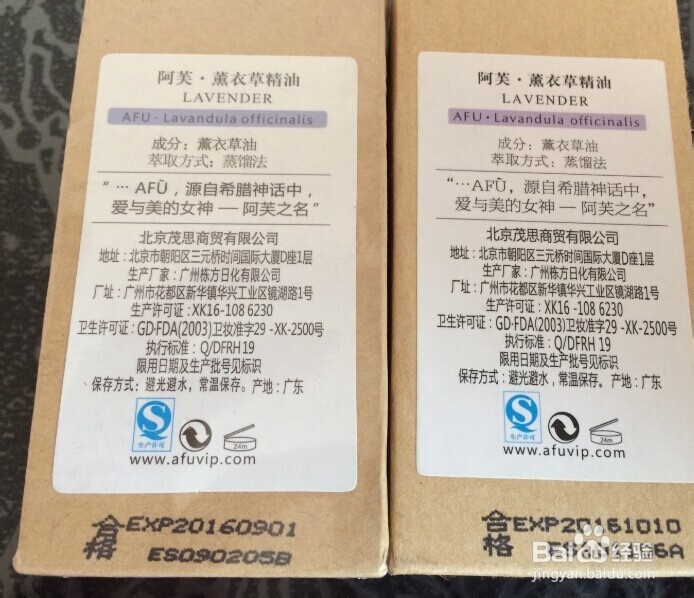 阿芙·薰衣草精油
LAVENDER
AFU·Lavandula officinalis
成分：薰衣草油
萃取方式：蒸馏法
“…AFŪ，源自希腊神话中，
爱与美的女神—阿芙之名”
北京茂思商贸有限公司
地址：北京市朝阳区三元桥时间国际大厦D座1层
生产厂家：广州栋方日化有限公司
厂址：广州市花都区新华镇华兴工业区镜湖路1号
生产许可证：XK16-108 6230
卫生许可证：GD·FDA(2003)卫妆准字29 -XK-2500号
执行标准：Q/DFRH 19
限用日期及生产批号见标识
保存方式：避光避水，常温保存。产地：广东
生产许可
24m
www.afuvip.com
合格
EXP20160901
ES090205B
阿芙·薰衣草精油
LAVENDER
AFU·Lavandula officinalis
成分：薰衣草油
萃取方式：蒸馏法
“…AFŪ，源自希腊神话中，
爱与美的女神—阿芙之名”
北京茂思商贸有限公司
地址：北京市朝阳区三元桥时间国际大厦D座1层
生产厂家：广州栋方日化有限公司
厂址：广州市花都区新华镇华兴工业区镜湖路1号
生产许可证：XK16 -108 6230
卫生许可证：GD·FDA(2003)卫妆准字29 -XK-2500号
执行标准：Q/DFRH 19
限用日期及生产批号见标识
保存方式：避光避水，常温保存。产地：广东
生产许可
24m
www.afuvip.com
合格
EXP20161010
Baidu经验
jingyan.baidu.com